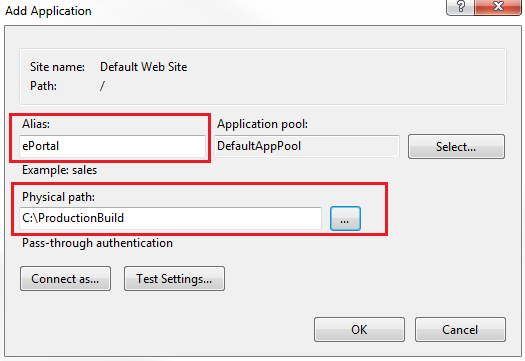 Add Application
?
Site name: Default Web Site
Path: /
Alias:
Application pool:
ePortal
DefaultAppPool
Select...
Example: sales
Physical path:
C:\ProductionBuild
...
Pass-through authentication
Connect as...
Test Settings...
OK
Cancel